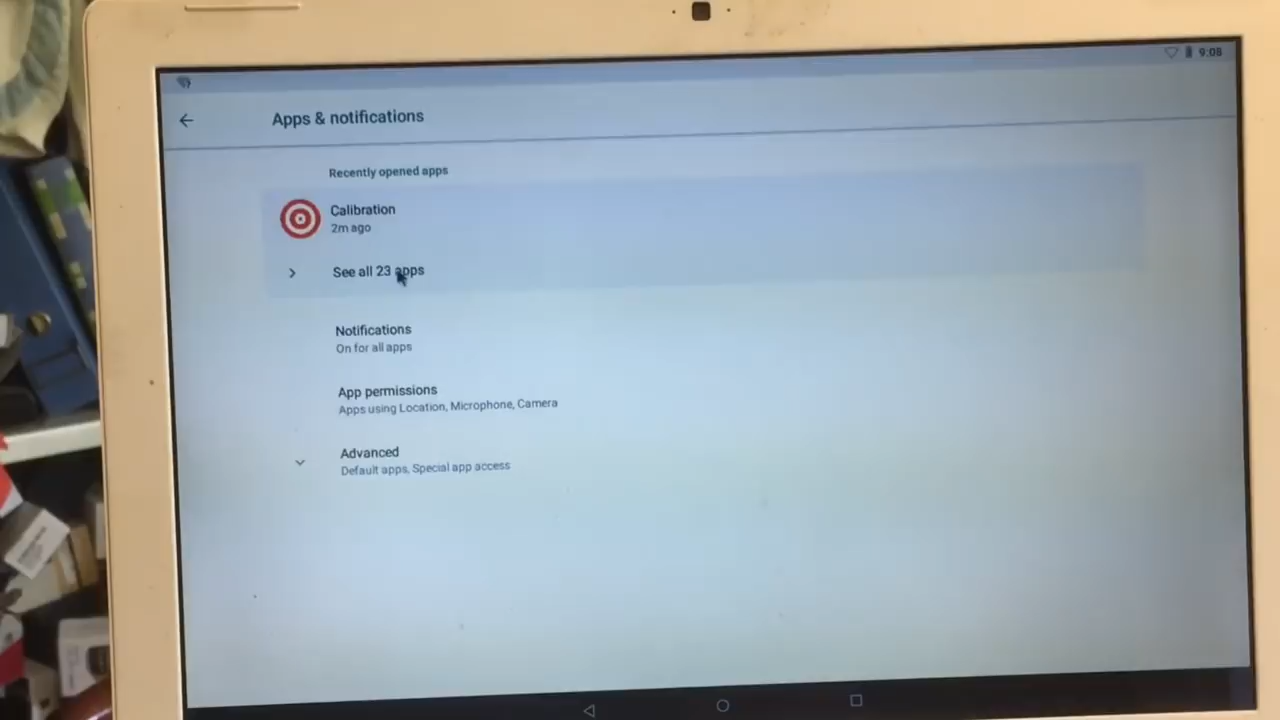 9:08
Apps & notifications
Recently opened apps
Calibration
2m ago
See all 23 apps
Notifications
On for all apps
App permissions
Apps using Location, Microphone, Camera
Advanced
Default apps, Special app access